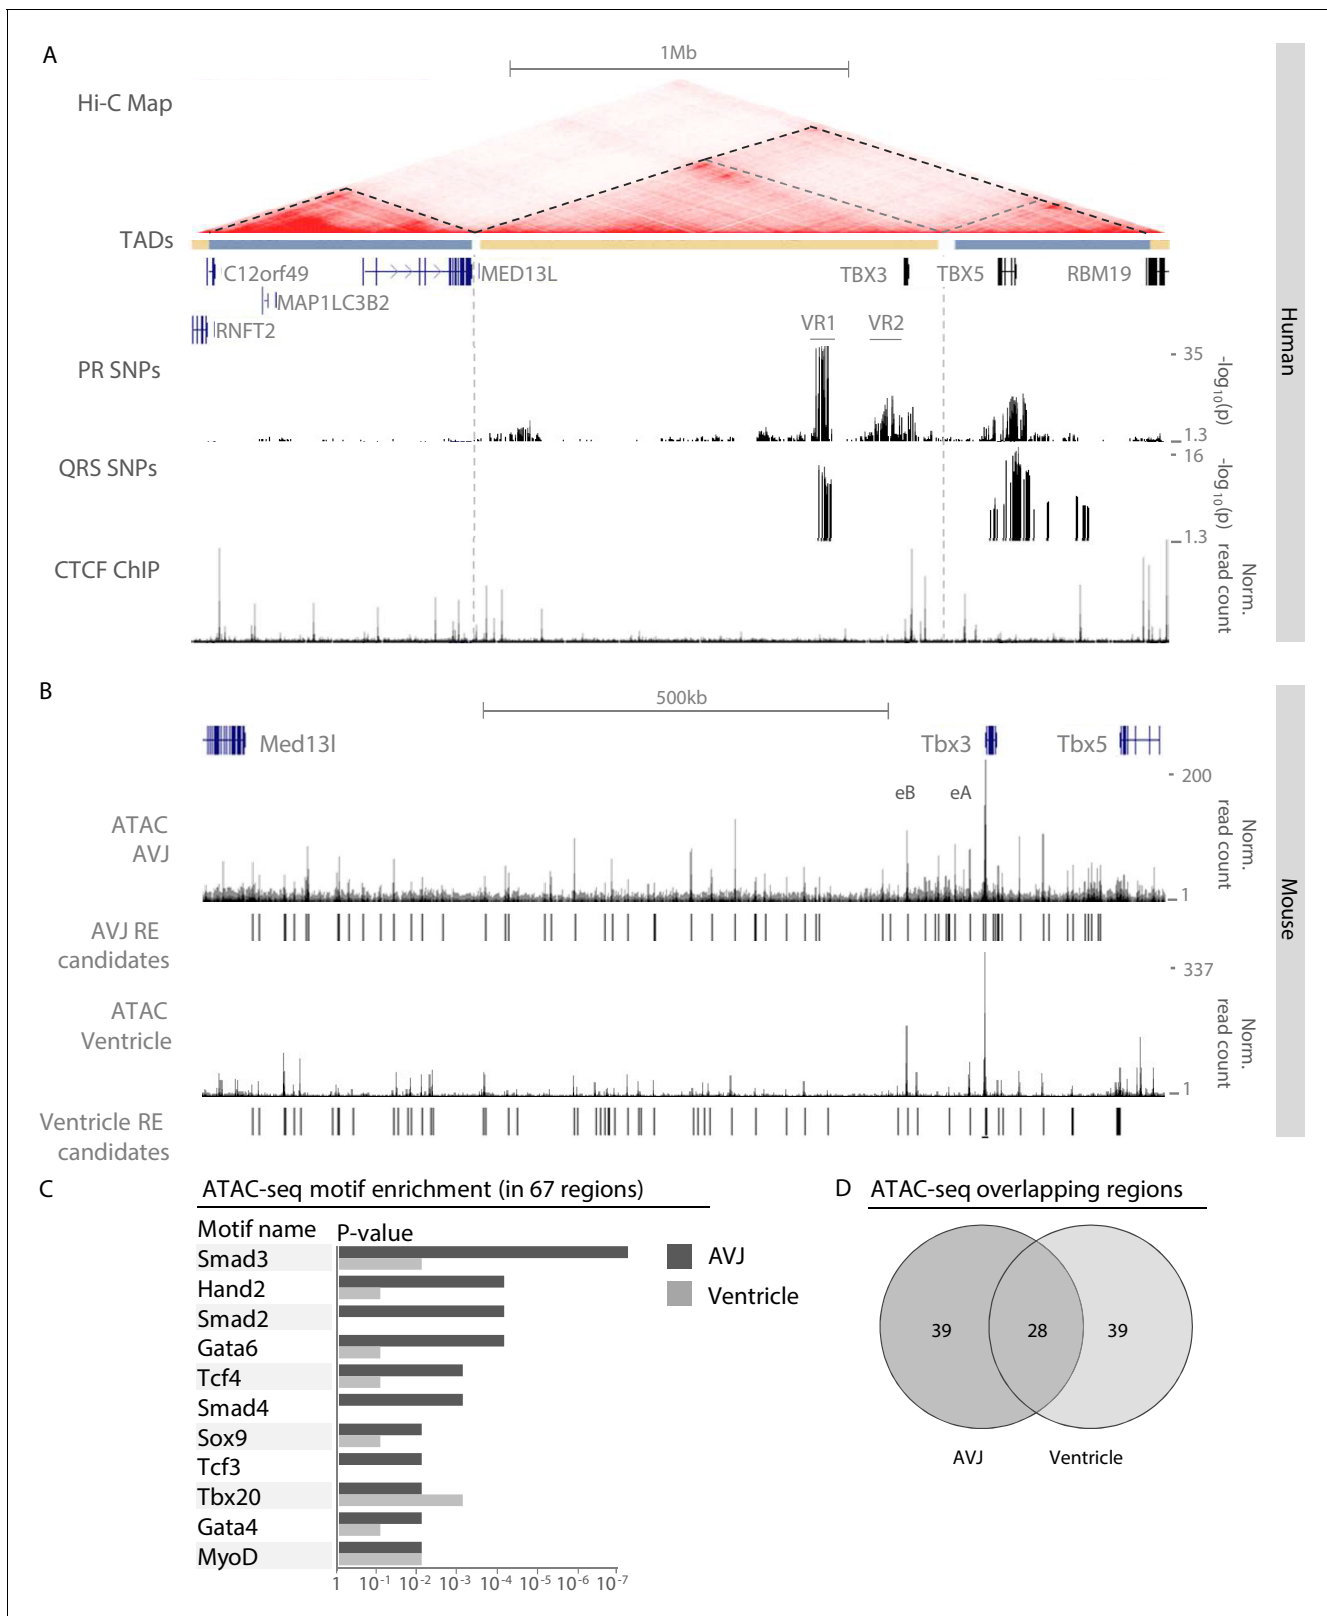 A
1Mb
Hi-C Map
TADs
C12orf49
MED13L
TBX3
TBX5
RBM19
MAP1LC3B2
RNFT2
VR1
VR2
PR SNPs
- 35
-log10(p)
1.3
QRS SNPs
- 16
-log10(p)
1.3
CTCF ChIP
Norm.
read count
Human
B
500kb
Med13l
Tbx3
Tbx5
- 200
eB
eA
ATAC
AVJ
Norm.
read count
1
AVJ RE
candidates
- 337
ATAC
Ventricle
Norm.
read count
1
Ventricle RE
candidates
Mouse
C
ATAC-seq motif enrichment (in 67 regions)
Motif name
P-value
Smad3
Hand2
Smad2
Gata6
Tcf4
Smad4
Sox9
Tcf3
Tbx20
Gata4
MyoD
AVJ
Ventricle
1 10-1 10-2 10-3 10-4 10-5 10-6 10-7
D
ATAC-seq overlapping regions
39
28
39
AVJ
Ventricle